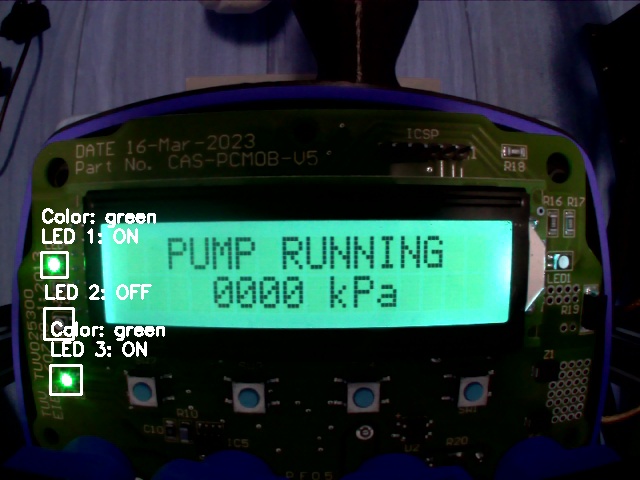 ICSP
DATE 16-Mar-2023
Part No. CAS-PCMOB-V5
R18
R16 R17
Color: green
LED 1: ON
PUMP RUNNING
0000 kPa
LED1
LED 2: OFF
R19
Color: green
LED 3: ON
Z1
R10
C10
IC5
R20